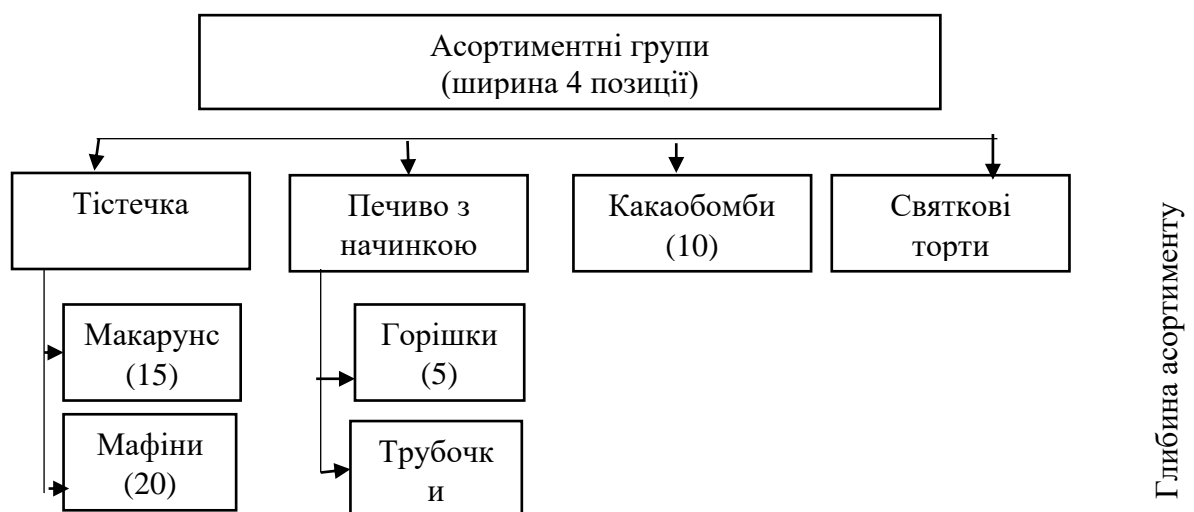 Асортиментні групи
(ширина 4 позиції)
Тістечка
Печиво з
начинкою
Какаобомби
(10)
Святкові
торти
Макарунс
(15)
Мафіни
(20)
Горішки
(5)
Трубочк
и
Глибина асортименту